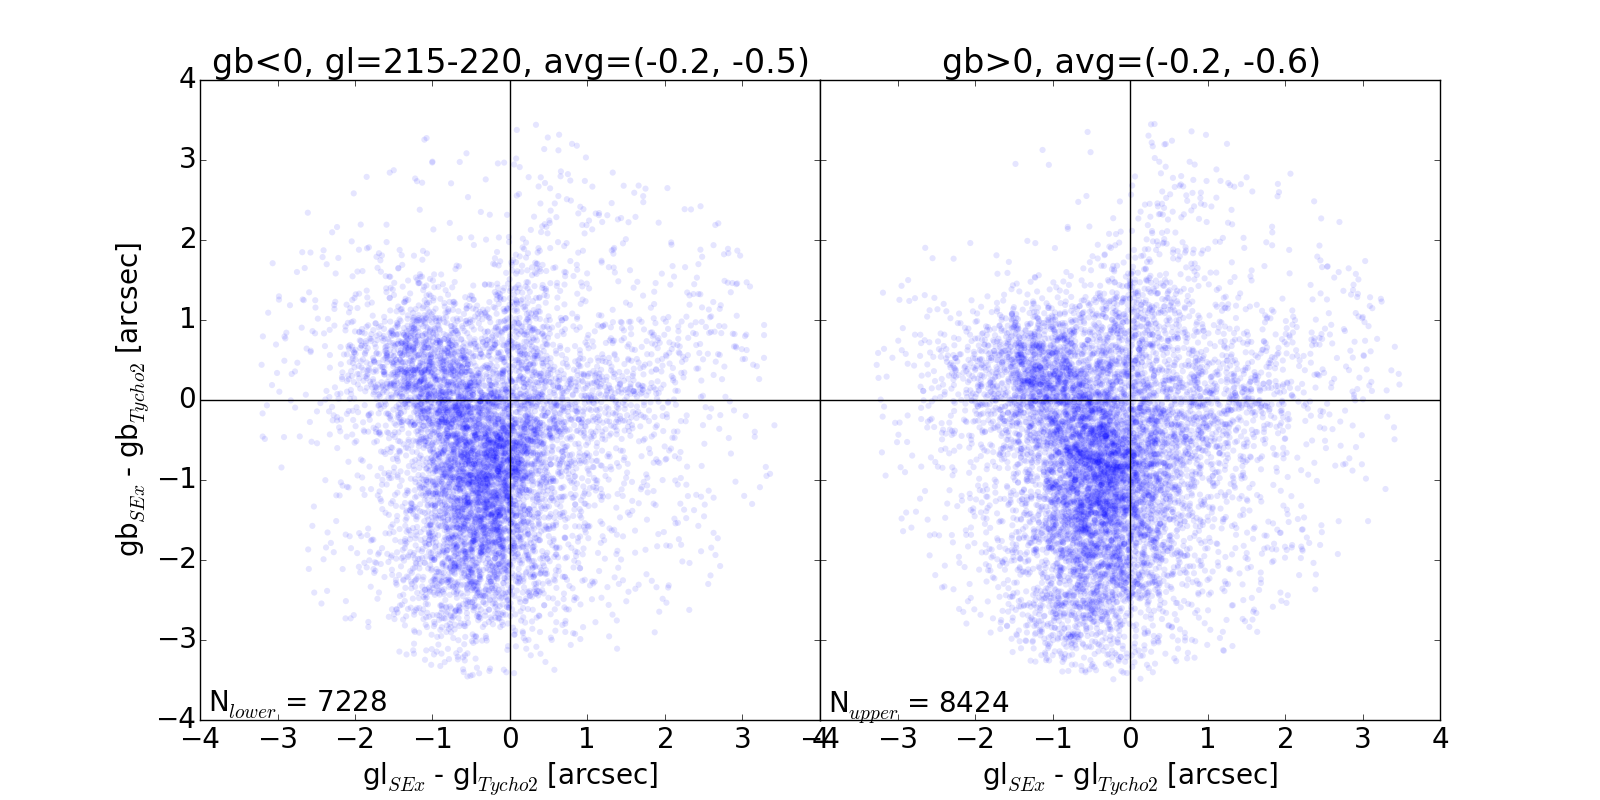 gb<0, gl=215-220, avg=(-0.2, -0.5)
gb>0, avg=(-0.2, -0.6)
4
3
2
1
0
−1
−2
−3
−4
gb_SEx - gb_Tycho2 [arcsec]
N_lower = 7228
N_upper = 8424
−4 −3 −2 −1 0 1 2 3 4
−4 −3 −2 −1 0 1 2 3 4
gl_SEx - gl_Tycho2 [arcsec]
gl_SEx - gl_Tycho2 [arcsec]